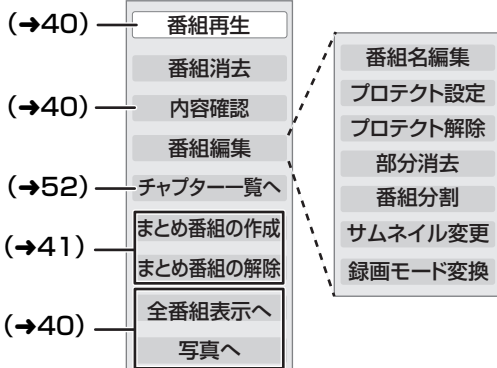 (➜40)
番組再生
番組消去
(➜40)
内容確認
番組編集
(➜52)
チャプター一覧へ
(➜41)
まとめ番組の作成
まとめ番組の解除
(➜40)
全番組表示へ
写真へ
番組名編集
プロテクト設定
プロテクト解除
部分消去
番組分割
サムネイル変更
録画モード変換